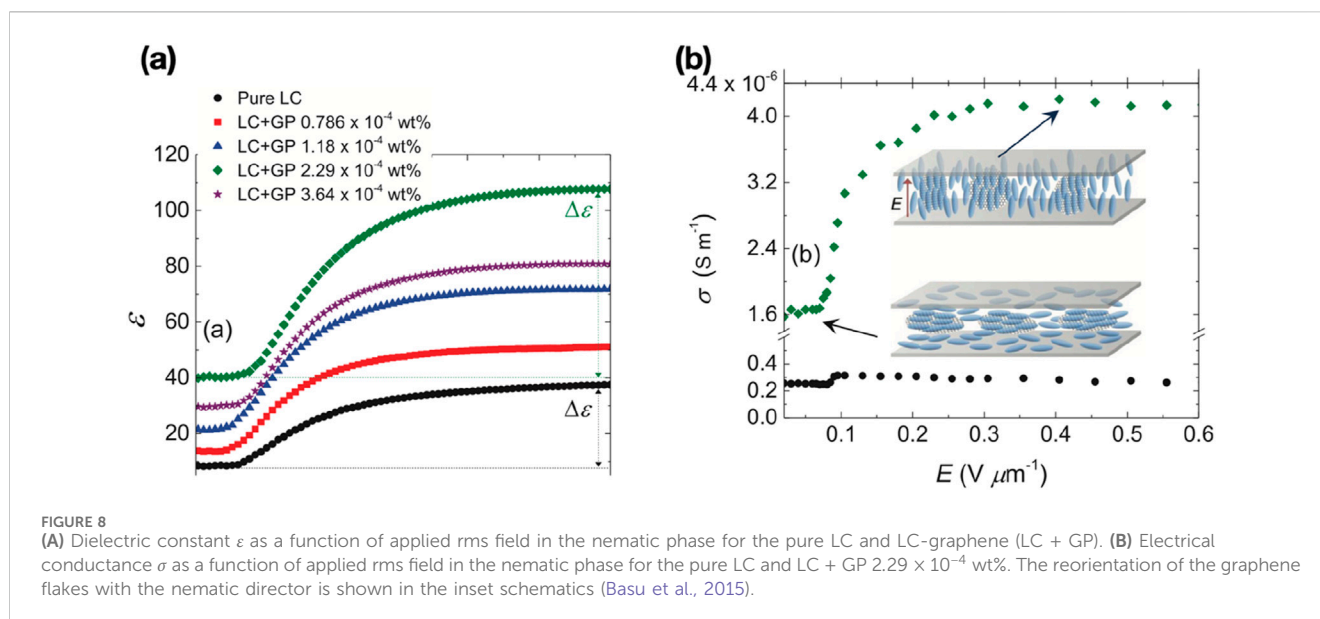 (a)
Pure LC
LC+GP 0.786 x 10⁻⁴ wt%
LC+GP 1.18 x 10⁻⁴ wt%
LC+GP 2.29 x 10⁻⁴ wt%
LC+GP 3.64 x 10⁻⁴ wt%
120
100
80
60
40
20
ε
(a)
Δε
Δε
(b)
4.4 x 10⁻⁶
4.0
3.2
2.4
1.6
0.4
0.2
0.0
σ (S m⁻¹)
(b)
E
0.1
0.2
0.3
0.4
0.5
0.6
E (V μm⁻¹)
FIGURE 8
(A) Dielectric constant ε as a function of applied rms field in the nematic phase for the pure LC and LC-graphene (LC + GP). (B) Electrical
conductance σ as a function of applied rms field in the nematic phase for the pure LC and LC + GP 2.29 × 10⁻⁴ wt%. The reorientation of the graphene
flakes with the nematic director is shown in the inset schematics (Basu et al., 2015).